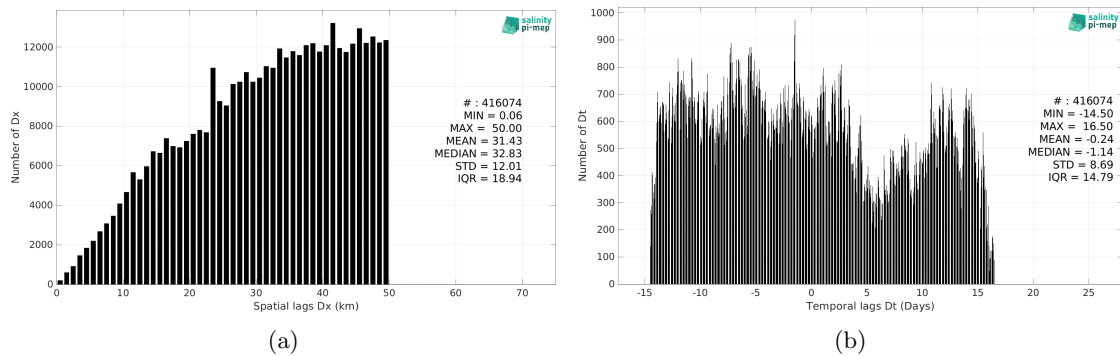 12000
10000
8000
6000
4000
2000
0
Number of Dx
salinity
pi-mep
# : 416074
MIN = 0.06
MAX = 50.00
MEAN = 31.43
MEDIAN = 32.83
STD = 12.01
IQR = 18.94
0 10 20 30 40 50 60 70
Spatial lags Dx (km)
(a)
1000
900
800
700
600
500
400
300
200
100
0
Number of Dt
salinity
pi-mep
# : 416074
MIN = -14.50
MAX = 16.50
MEAN = -0.24
MEDIAN = -1.14
STD = 8.69
IQR = 14.79
-15 -10 -5 0 5 10 15 20 25
Temporal lags Dt (Days)
(b)